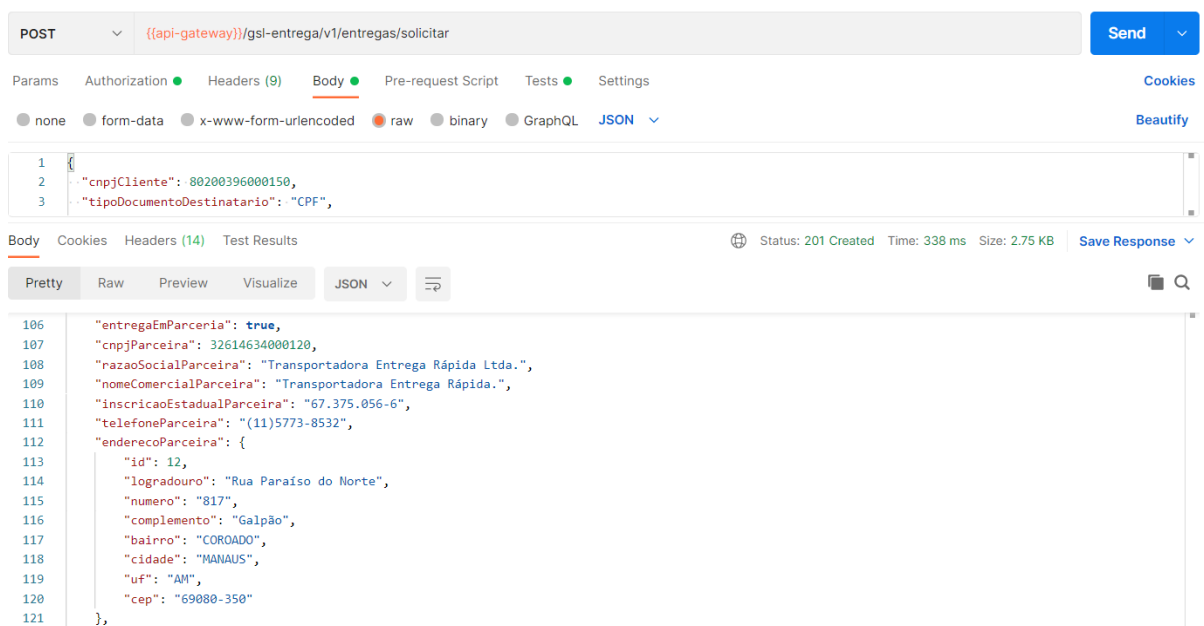 POST {{api-gateway}}/gsl-entrega/v1/entregas/solicitar Send
Params Authorization Headers (9) Body Pre-request Script Tests Settings Cookies
none form-data x-www-form-urlencoded raw binary GraphQL JSON Beautify
1 {
2 "cnpjCliente": 80200396000150,
3 "tipoDocumentoDestinatario": "CPF",
Body Cookies Headers (14) Test Results Status: 201 Created Time: 338 ms Size: 2.75 KB Save Response
Pretty Raw Preview Visualize JSON
106 "entregaEmParceria": true,
107 "cnpjParceira": 32614634000120,
108 "razaoSocialParceira": "Transportadora Entrega Rápida Ltda.",
109 "nomeComercialParceira": "Transportadora Entrega Rápida.",
110 "inscricaoEstadualParceira": "67.375.056-6",
111 "telefoneParceira": "(11)5773-8532",
112 "enderecoParceira": {
113 "id": 12,
114 "logradouro": "Rua Paraíso do Norte",
115 "numero": "817",
116 "complemento": "Galpão",
117 "bairro": "COROADO",
118 "cidade": "MANAUS",
119 "uf": "AM",
120 "cep": "69080-350"
121 },